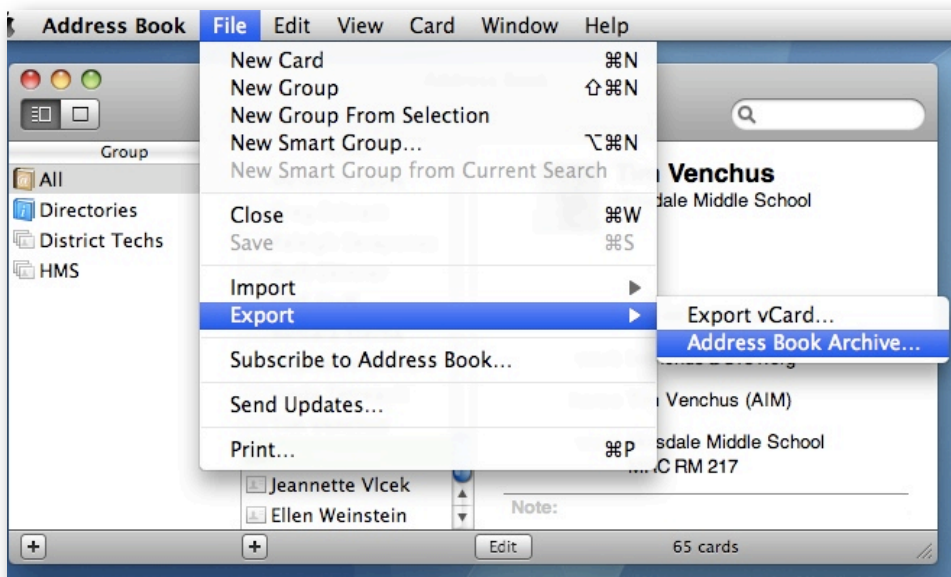 Address Book File Edit View Card Window Help
New Card ⌘N
New Group ⇧⌘N
New Group From Selection
New Smart Group... ⌥⌘N
New Smart Group from Current Search
Close ⌘W
Save ⌘S
Import
Export
Subscribe to Address Book...
Send Updates...
Print... ⌘P
Export vCard...
Address Book Archive...
Group
All
Directories
District Techs
HMS
Jeannette Vlcek
Ellen Weinstein
Venchus
Middle School
Venchus (AIM)
Middle School
RM 217
Note:
Edit
65 cards